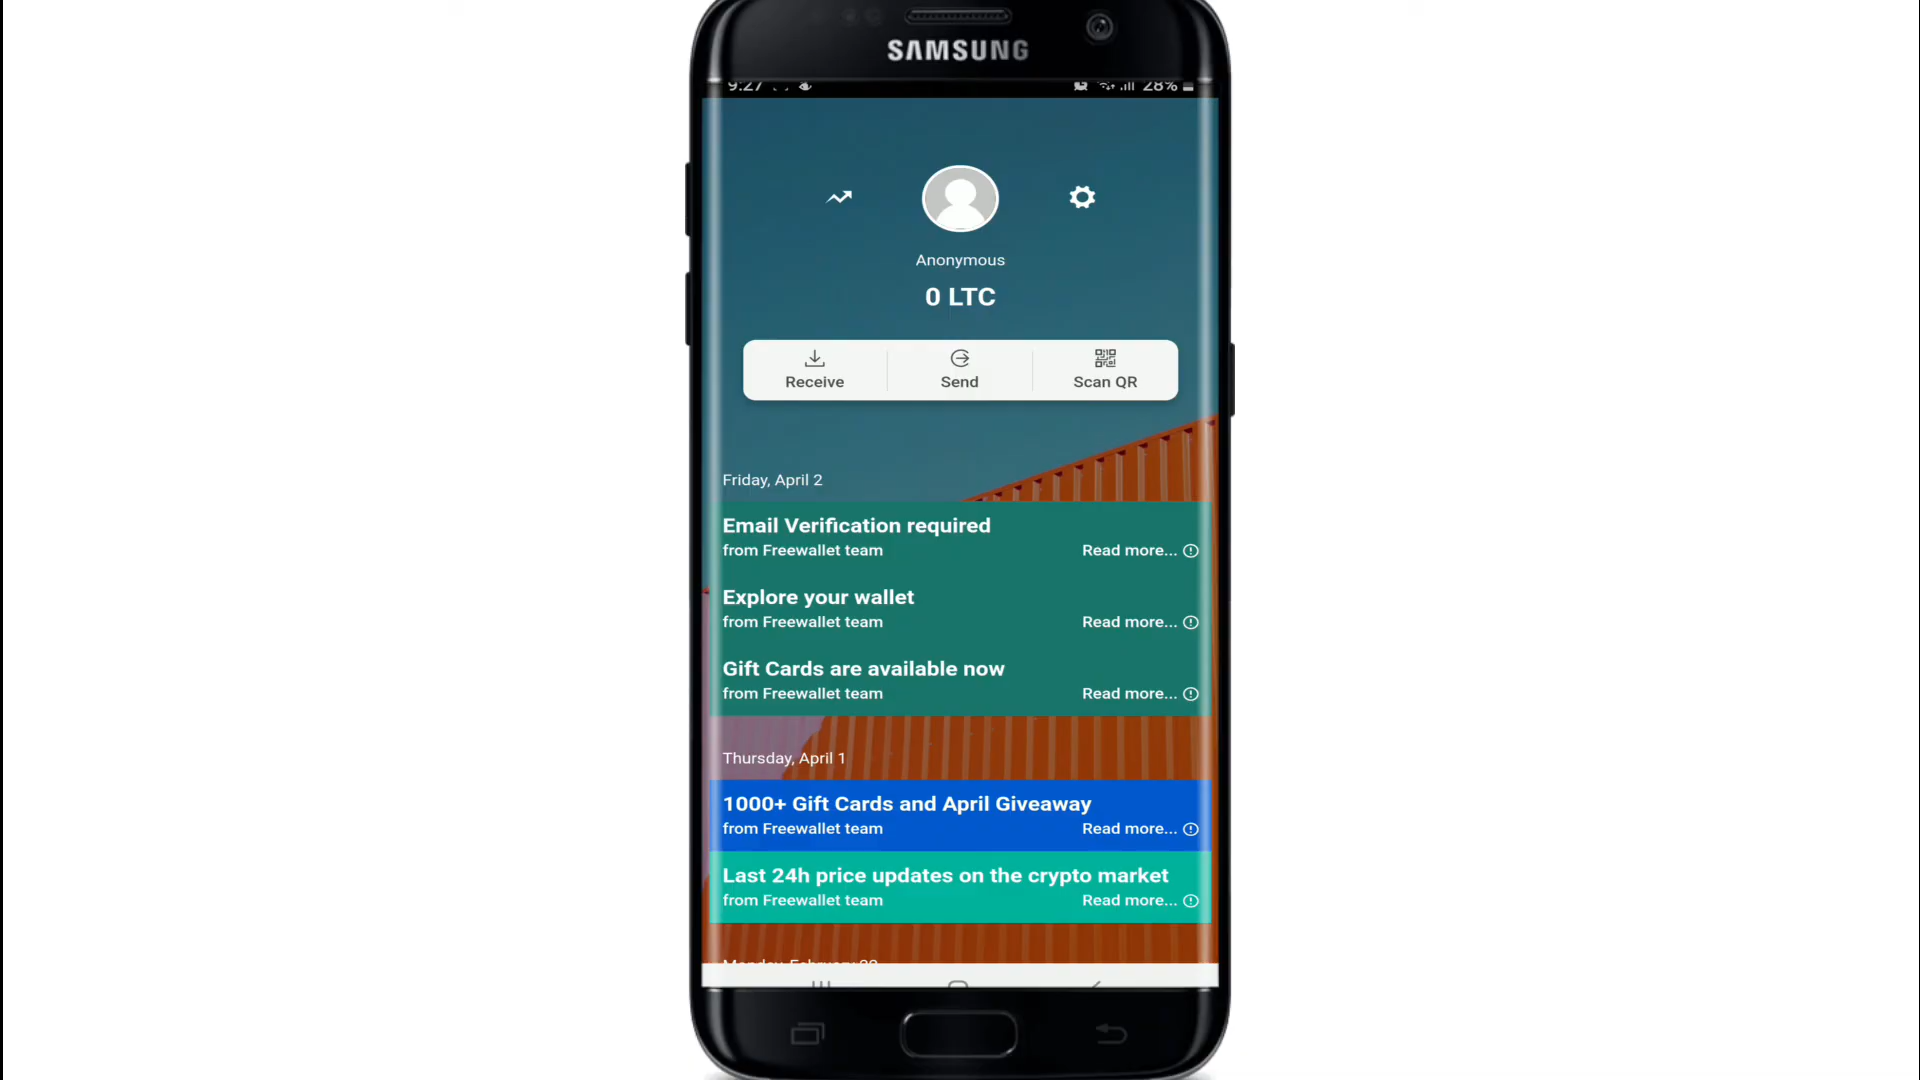 SAMSUNG
9:27 28%
Anonymous
0 LTC
Receive Send Scan QR
Friday, April 2
Email Verification required
from Freewallet team Read more...
Explore your wallet
from Freewallet team Read more...
Gift Cards are available now
from Freewallet team Read more...
Thursday, April 1
1000+ Gift Cards and April Giveaway
from Freewallet team Read more...
Last 24h price updates on the crypto market
from Freewallet team Read more...